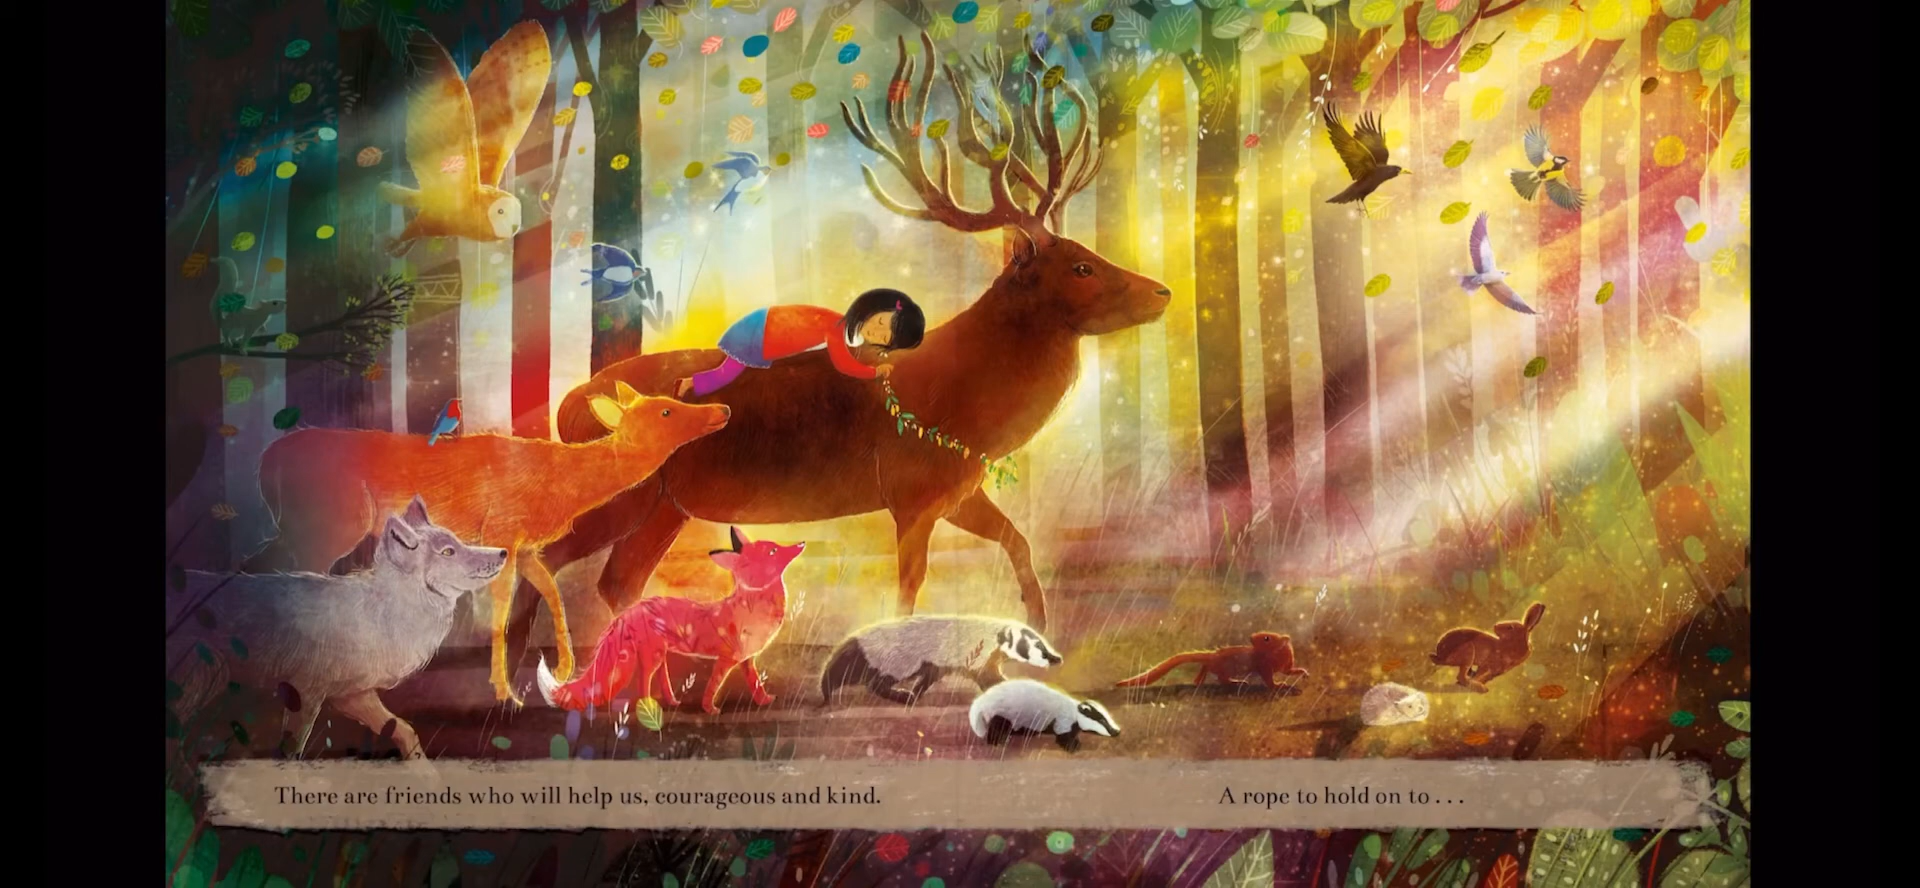 There are friends who will help us, courageous and kind.
A rope to hold on to . . .